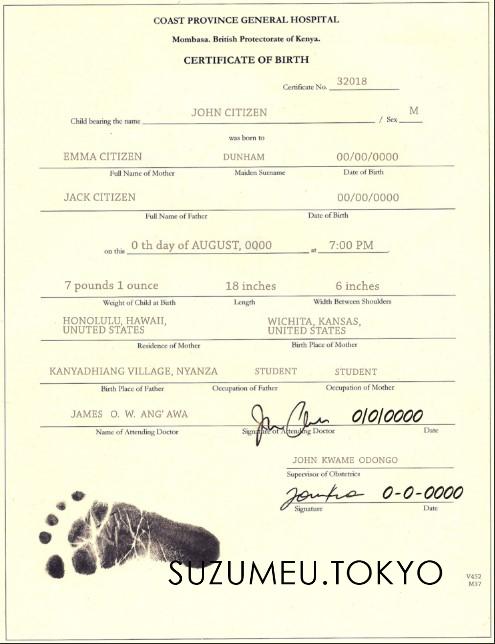 COAST PROVINCE GENERAL HOSPITAL
Mombasa. British Protectorate of Kenya.
CERTIFICATE OF BIRTH
Certificate No. 32018
Child bearing the name JOHN CITIZEN / Sex M
was born to
EMMA CITIZEN DUNHAM 00/00/0000
Full Name of Mother Maiden Surname Date of Birth
JACK CITIZEN 00/00/0000
Full Name of Father Date of Birth
on this 0 th day of AUGUST, 0000 at 7:00 PM
7 pounds 1 ounce 18 inches 6 inches
Weight of Child at Birth Length Width Between Shoulders
HONOLULU, HAWAII, WICHITA, KANSAS,
UNUTED STATES UNITED STATES
Residence of Mother Birth Place of Mother
KANYADHIANG VILLAGE, NYANZA STUDENT STUDENT
Birth Place of Father Occupation of Father Occupation of Mother
JAMES O. W. ANG' AWA 0/0/0000
Name of Attending Doctor Signature of Attending Doctor Date
JOHN KWAME ODONGO
Supervisor of Obstetrics
0-0-0000
Signature Date
SUZUMEU.TOKYO
V452
M37